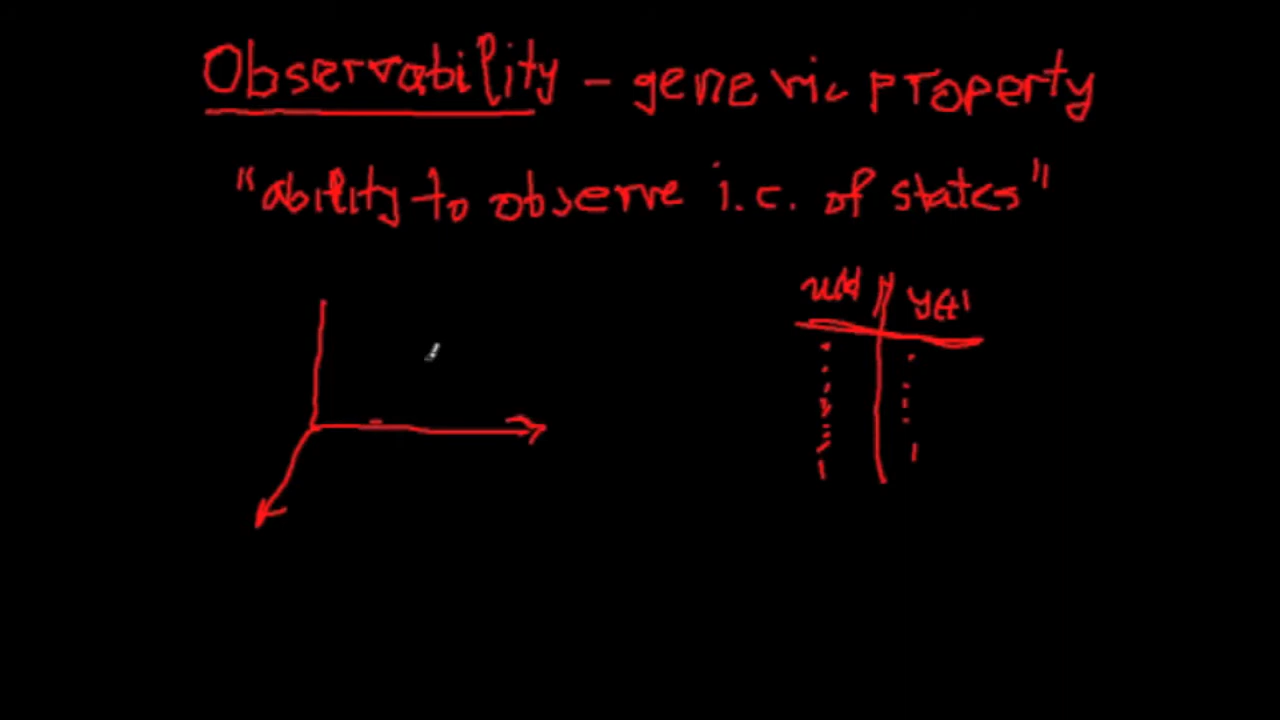 Observability - generic property
"ability to observe i.c. of states"
u(t) y(t)